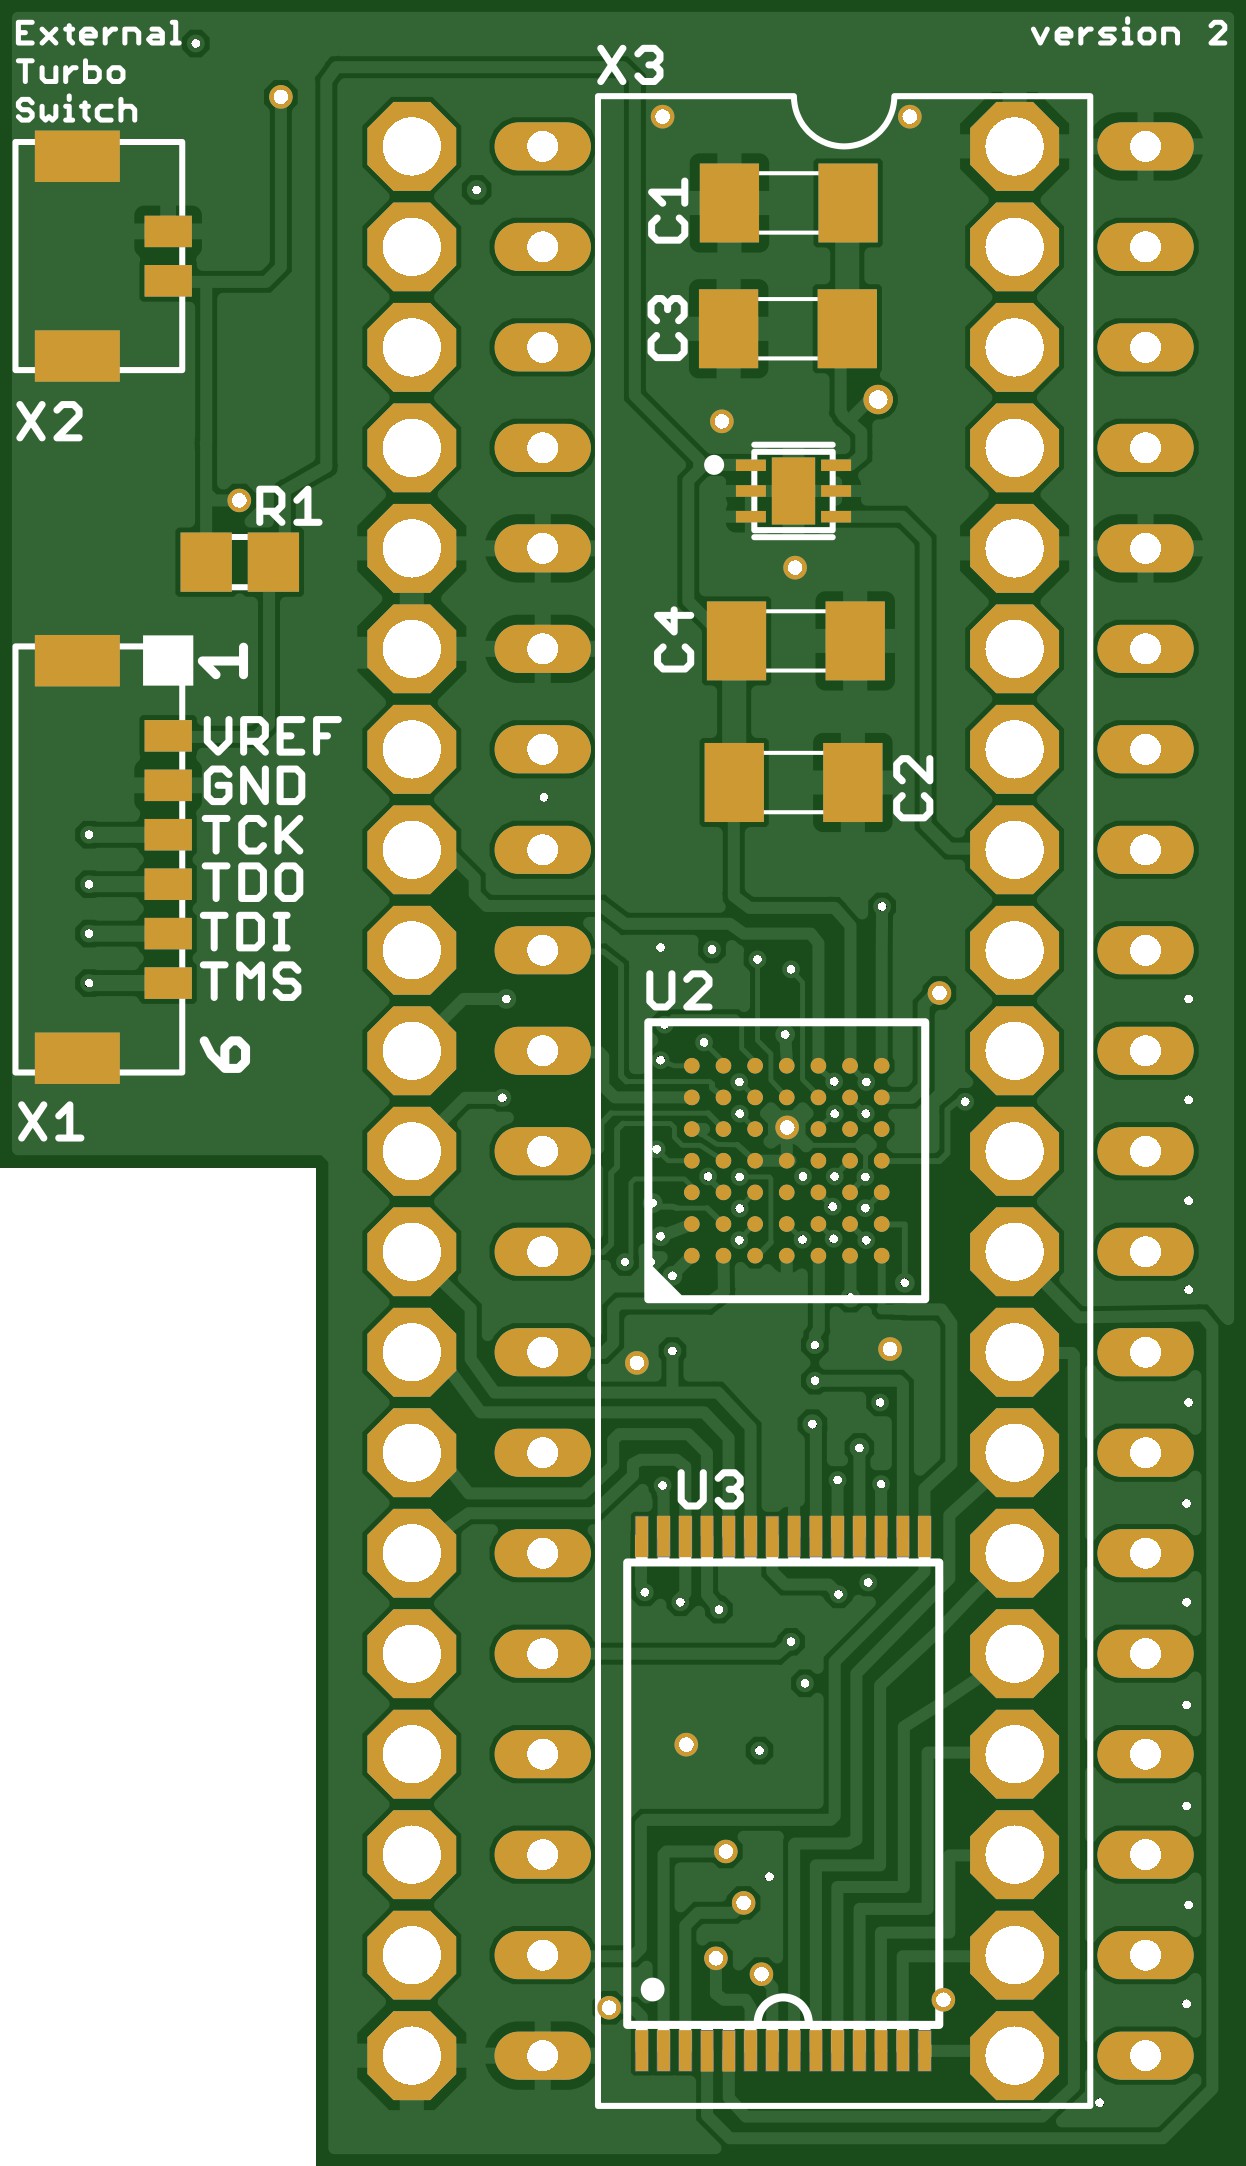 External
Turbo
Switch
version 2
X3
C1
C3
X2
R1
C4
1
VREF
GND
TCK
TDO
TDI
TMS
6
C2
U2
X1
U3